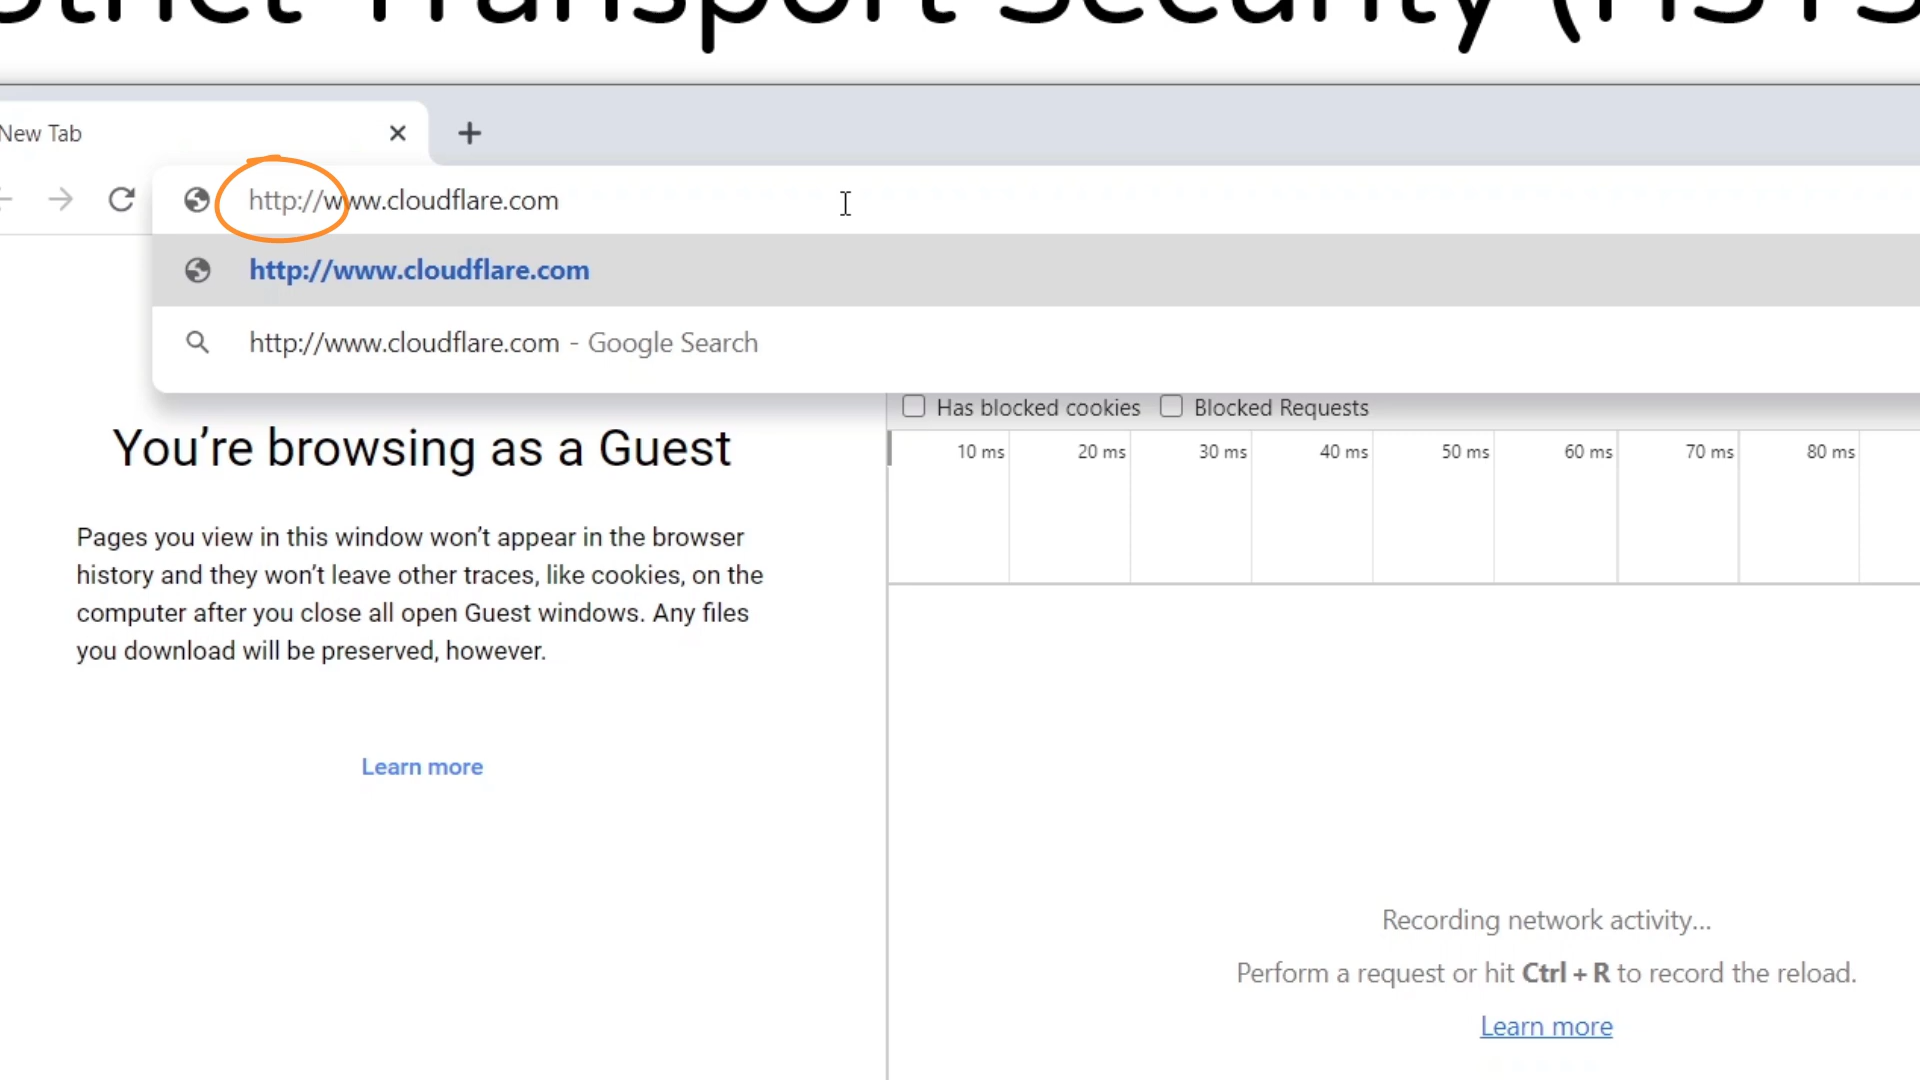 Strict Transport Security (HSTS
New Tab
http://www.cloudflare.com
http://www.cloudflare.com
http://www.cloudflare.com - Google Search
Has blocked cookies Blocked Requests
10 ms 20 ms 30 ms 40 ms 50 ms 60 ms 70 ms 80 ms
You’re browsing as a Guest
Pages you view in this window won’t appear in the browser
history and they won’t leave other traces, like cookies, on the
computer after you close all open Guest windows. Any files
you download will be preserved, however.
Learn more
Recording network activity...
Perform a request or hit Ctrl + R to record the reload.
Learn more